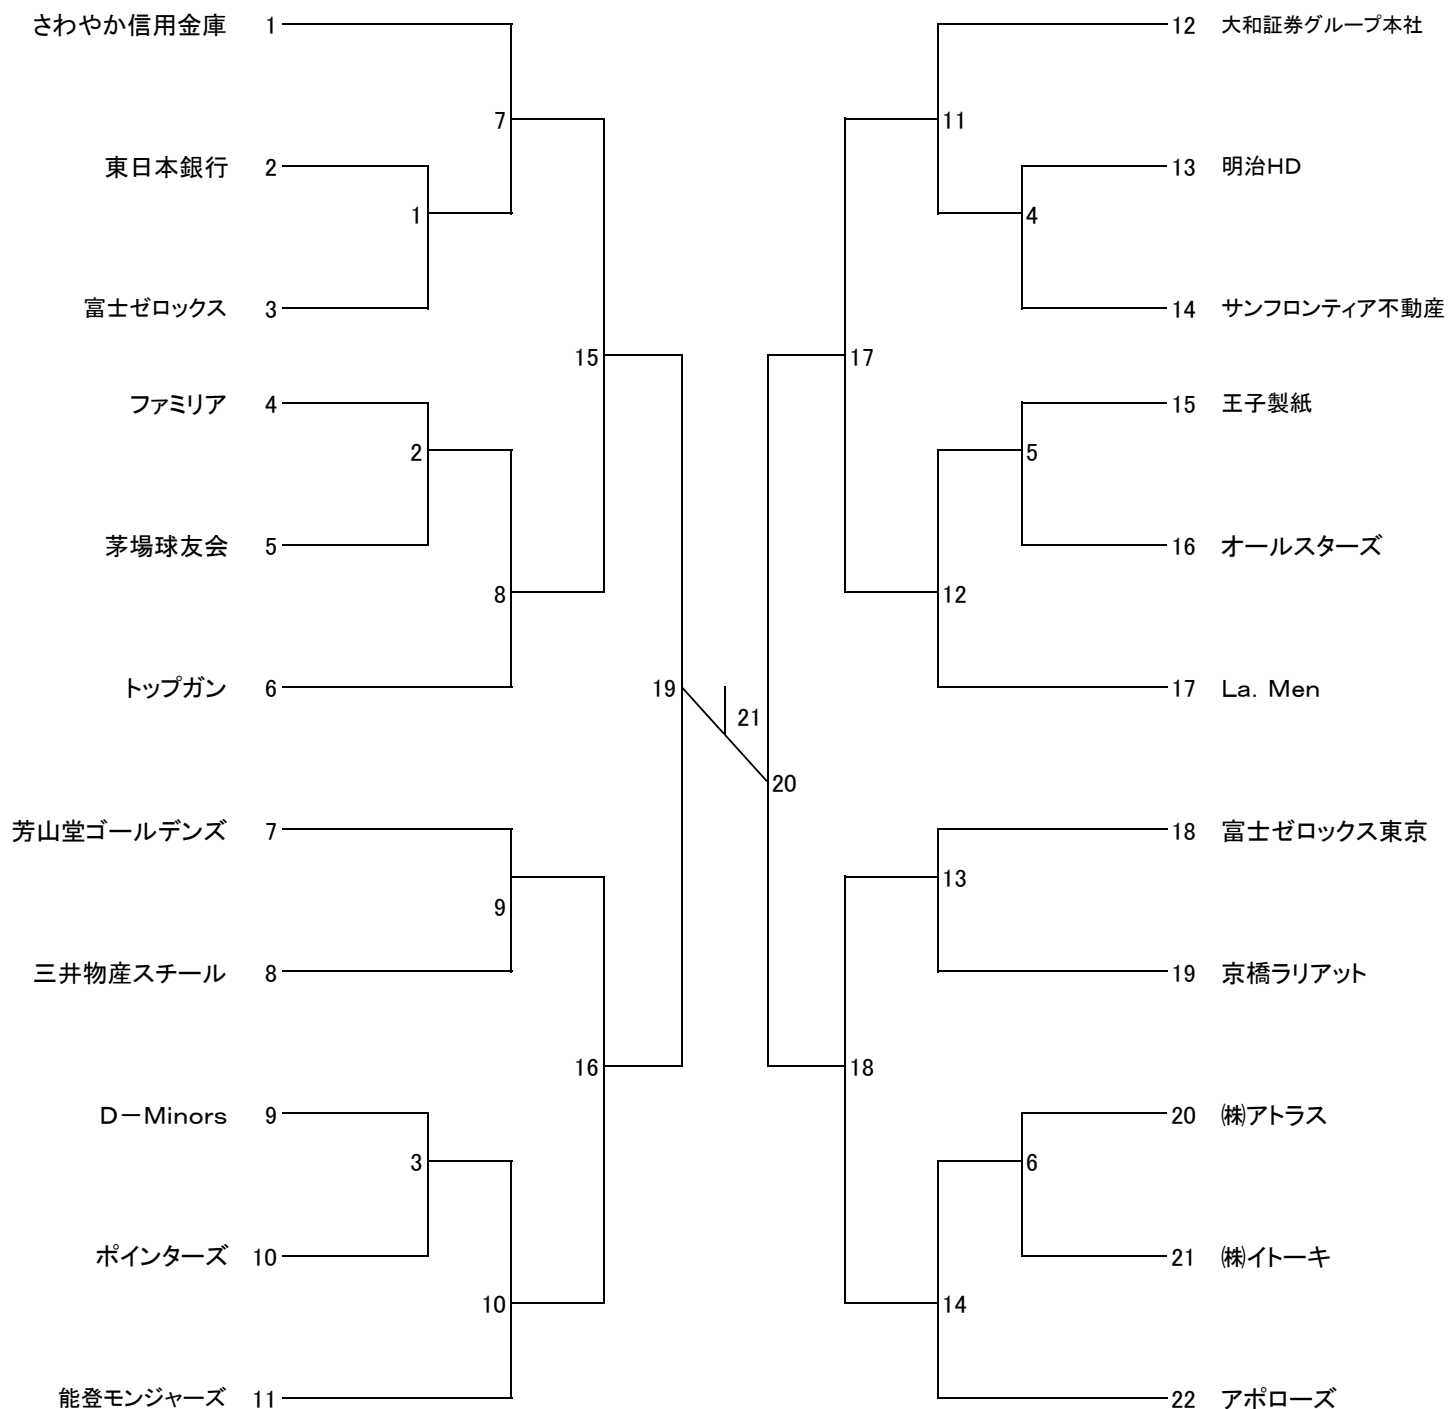 さわやか信用金庫 1
12 大和証券グループ本社
7
11
東日本銀行 2
13 明治HD
1
4
富士ゼロックス 3
14 サンフロンティア不動産
15
17
ファミリア 4
15 王子製紙
2
5
茅場球友会 5
16 オールスターズ
8
12
トップガン 6
19
17 La. Men
21
20
芳山堂ゴールデンズ 7
18 富士ゼロックス東京
13
9
三井物産スチール 8
19 京橋ラリアット
16
18
D－Minors 9
20 ㈱アトラス
3
6
ポインターズ 10
21 ㈱イトーキ
10
14
能登モンジャーズ 11
22 アポローズ